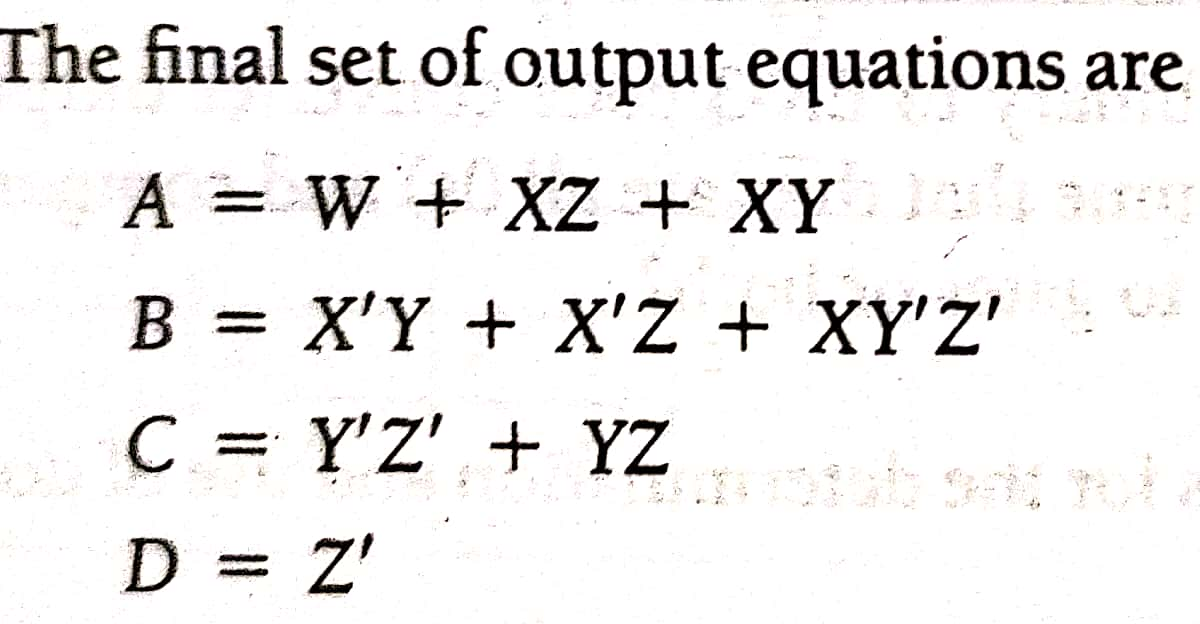 The final set of output equations are
A = W + XZ + XY
B = X'Y + X'Z + XY'Z'
C = Y'Z' + YZ
D = Z'